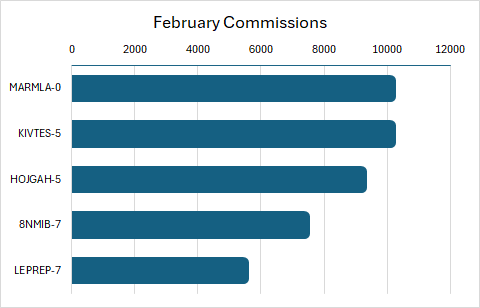 February Commissions
0 2000 4000 6000 8000 10000 12000
MARMLA-0
KIVTES-5
HOJGAH-5
8NMIB-7
LEPREP-7